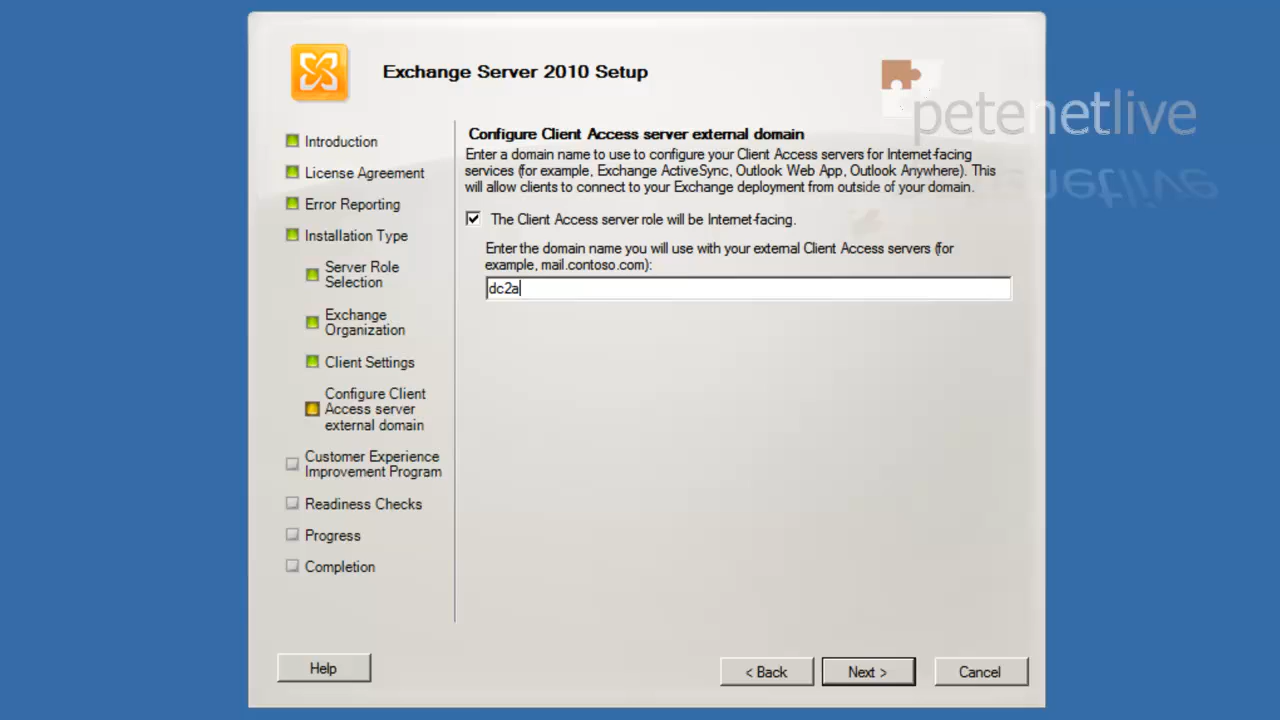 Exchange Server 2010 Setup
petenetlive
netlive
Introduction
License Agreement
Error Reporting
Installation Type
Server Role
Selection
Exchange
Organization
Client Settings
Configure Client
Access server
external domain
Customer Experience
Improvement Program
Readiness Checks
Progress
Completion
Configure Client Access server external domain
Enter a domain name to use to configure your Client Access servers for Internet-facing
services (for example, Exchange ActiveSync, Outlook Web App, Outlook Anywhere). This
will allow clients to connect to your Exchange deployment from outside of your domain.
The Client Access server role will be Internet-facing.
Enter the domain name you will use with your external Client Access servers (for
example, mail.contoso.com):
dc2a
Help
< Back
Next >
Cancel